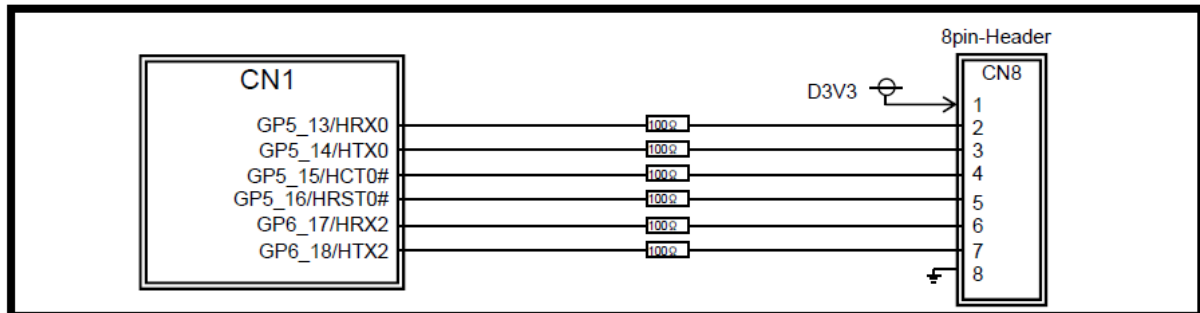 8pin-Header
CN1
CN8
D3V3
1
GP5_13/HRX0 100Ω 2
GP5_14/HTX0 100Ω 3
GP5_15/HCT0# 100Ω 4
GP5_16/HRST0# 100Ω 5
GP6_17/HRX2 100Ω 6
GP6_18/HTX2 100Ω 7
8